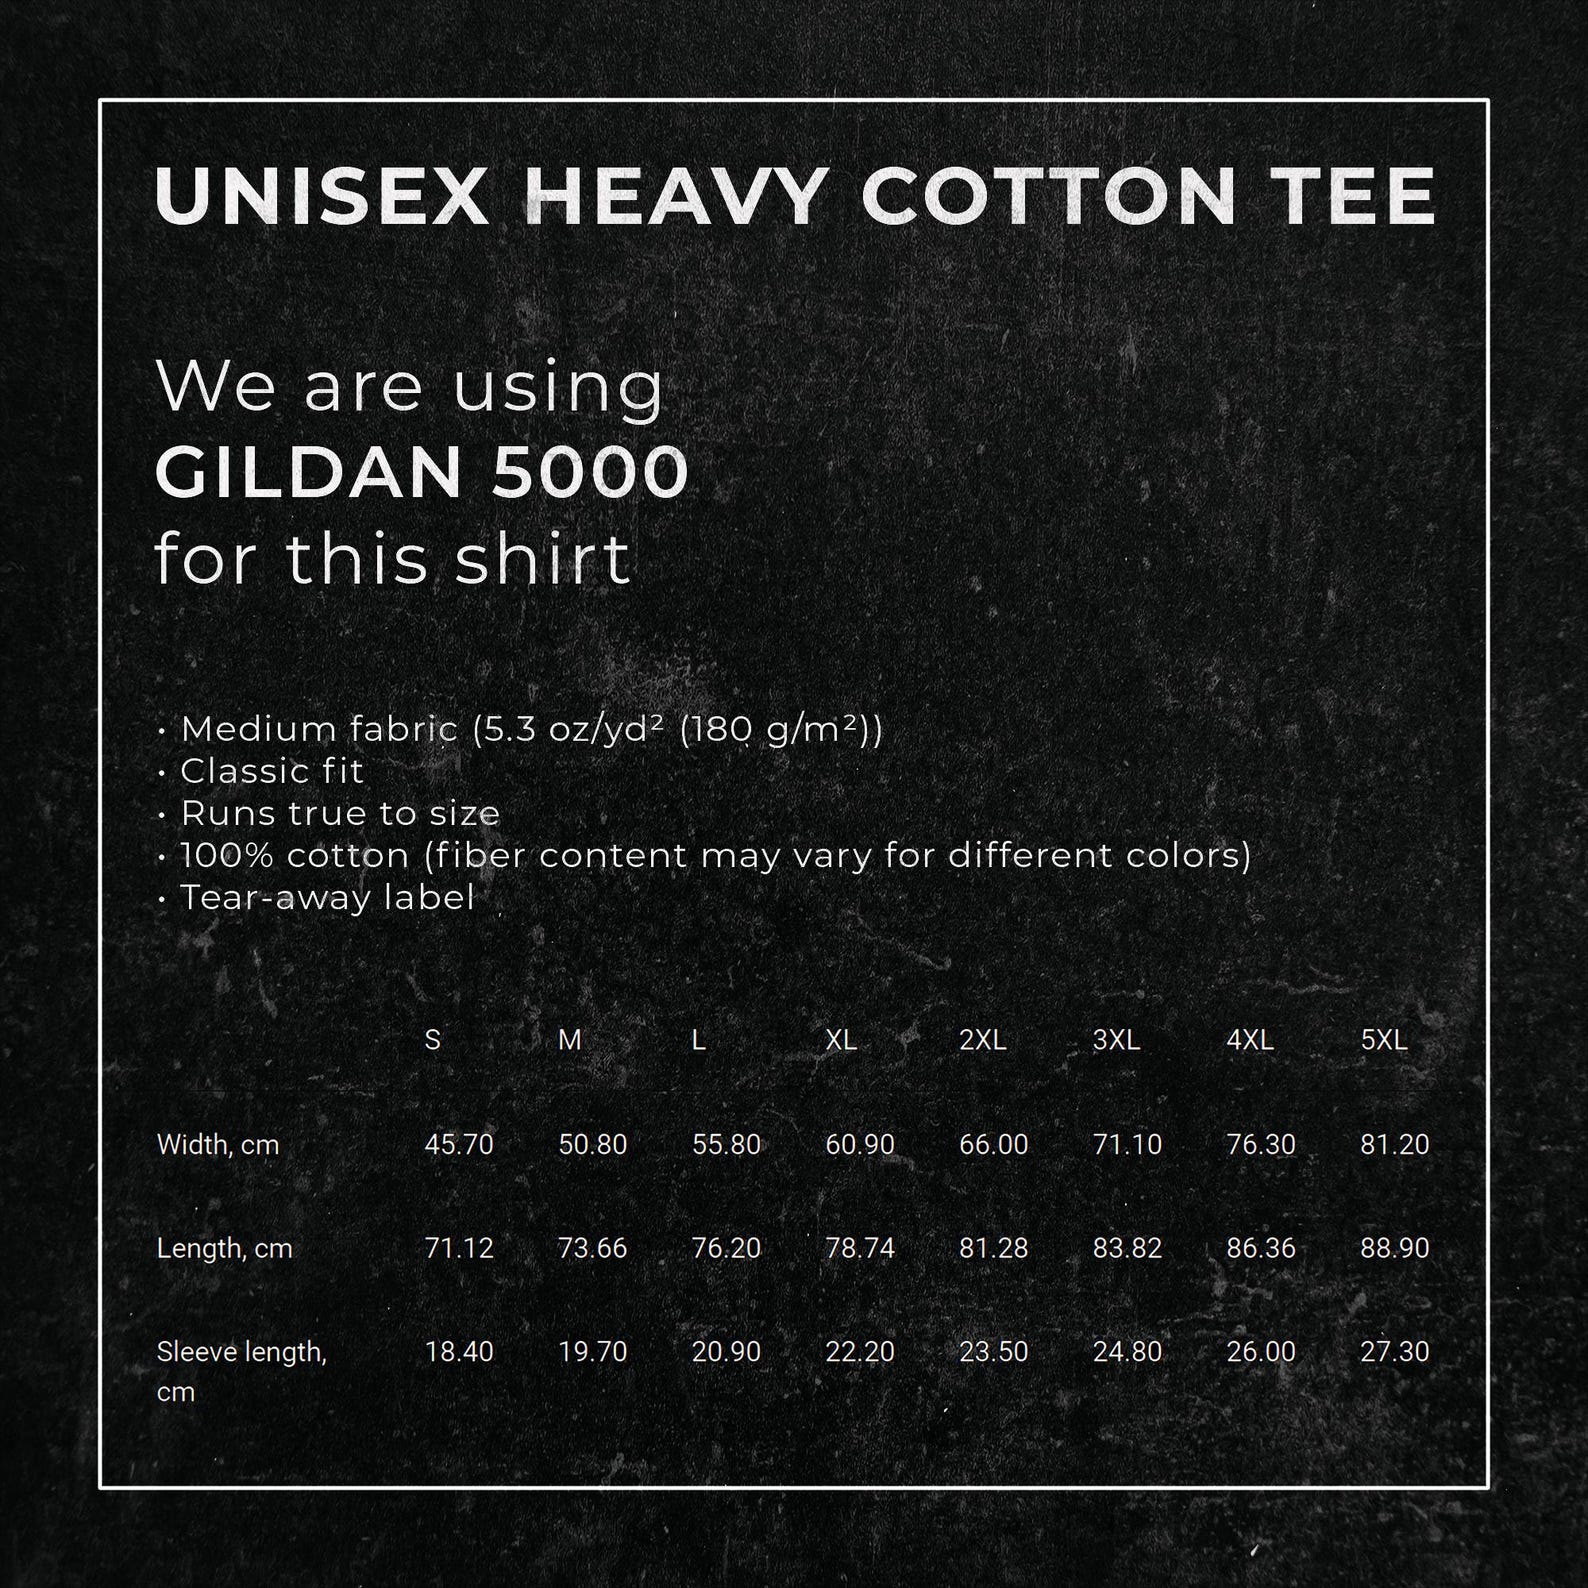 UNISEX HEAVY COTTON TEE
We are using
GILDAN 5000
for this shirt
• Medium fabric (5.3 oz/yd² (180 g/m²))
• Classic fit
• Runs true to size
• 100% cotton (fiber content may vary for different colors)
• Tear-away label
S M L XL 2XL 3XL 4XL 5XL
Width, cm 45.70 50.80 55.80 60.90 66.00 71.10 76.30 81.20
Length, cm 71.12 73.66 76.20 78.74 81.28 83.82 86.36 88.90
Sleeve length, 18.40 19.70 20.90 22.20 23.50 24.80 26.00 27.30
cm